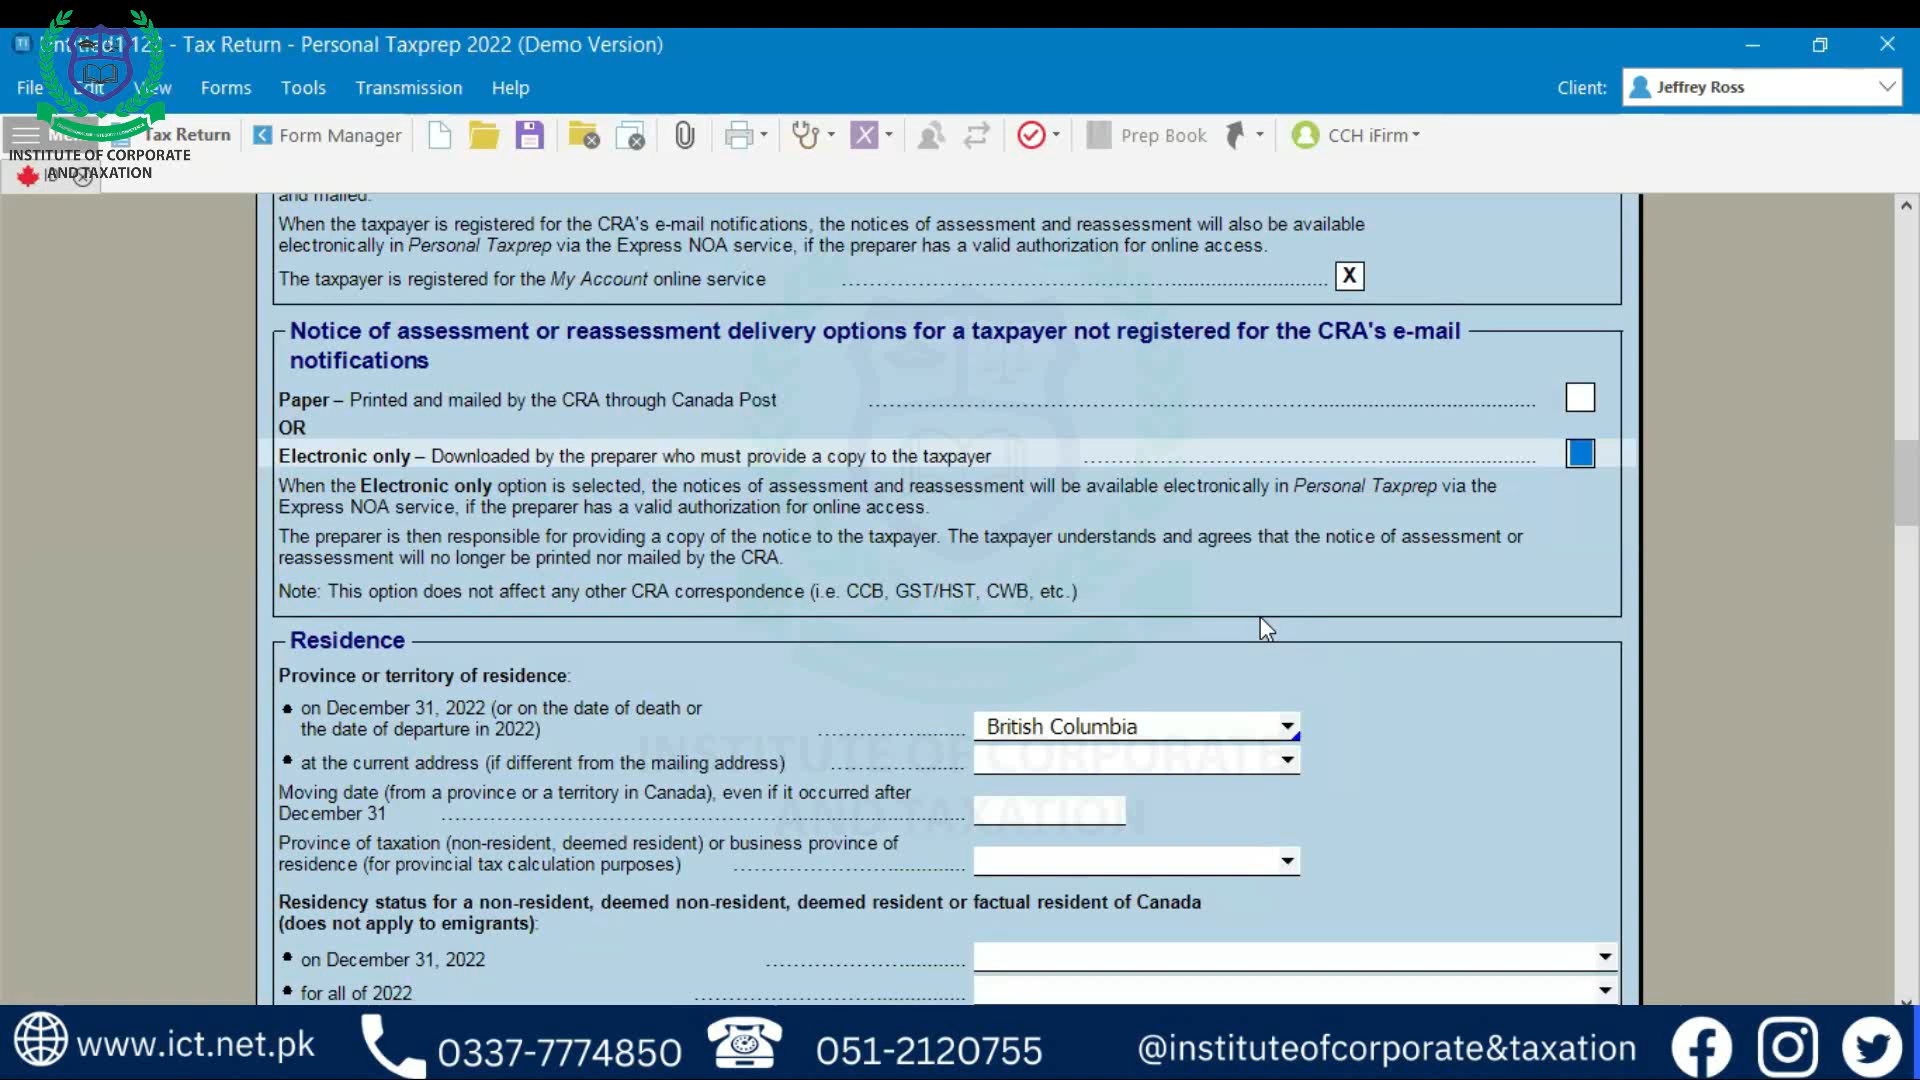 Untitled1.122 - Tax Return - Personal Taxprep 2022 (Demo Version)
File Edit View Forms Tools Transmission Help
Client: Jeffrey Ross
Tax Return Form Manager Prep Book CCH iFirm
INSTITUTE OF CORPORATE
AND TAXATION
and mailed.
When the taxpayer is registered for the CRA's e-mail notifications, the notices of assessment and reassessment will also be available
electronically in Personal Taxprep via the Express NOA service, if the preparer has a valid authorization for online access.
The taxpayer is registered for the My Account online service X
Notice of assessment or reassessment delivery options for a taxpayer not registered for the CRA's e-mail
notifications
Paper – Printed and mailed by the CRA through Canada Post
OR
Electronic only – Downloaded by the preparer who must provide a copy to the taxpayer
When the Electronic only option is selected, the notices of assessment and reassessment will be available electronically in Personal Taxprep via the
Express NOA service, if the preparer has a valid authorization for online access.
The preparer is then responsible for providing a copy of the notice to the taxpayer. The taxpayer understands and agrees that the notice of assessment or
reassessment will no longer be printed nor mailed by the CRA.
Note: This option does not affect any other CRA correspondence (i.e. CCB, GST/HST, CWB, etc.)
Residence
Province or territory of residence:
on December 31, 2022 (or on the date of death or
the date of departure in 2022) British Columbia
at the current address (if different from the mailing address)
INSTITUTE OF CORPORATE
AND TAXATION
Moving date (from a province or a territory in Canada), even if it occurred after
December 31
Province of taxation (non-resident, deemed resident) or business province of
residence (for provincial tax calculation purposes)
Residency status for a non-resident, deemed non-resident, deemed resident or factual resident of Canada
(does not apply to emigrants):
on December 31, 2022
for all of 2022
www.ict.net.pk 0337-7774850 051-2120755 @instituteofcorporate&taxation